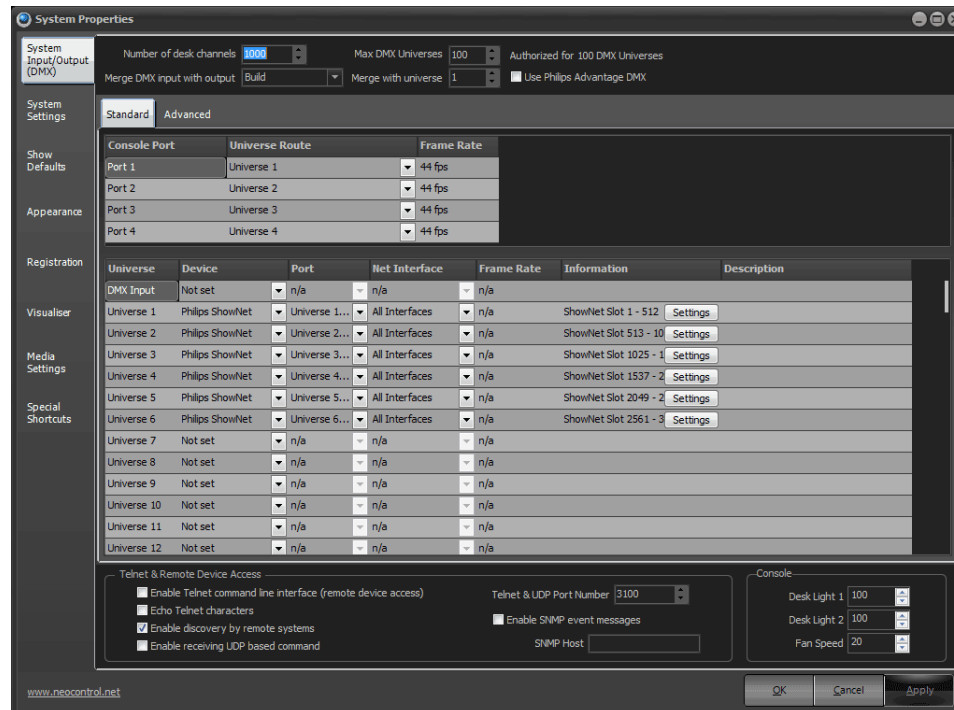 System Properties
System Input/Output (DMX)
System Settings
Show Defaults
Appearance
Registration
Visualiser
Media Settings
Special Shortcuts
Number of desk channels 1000 Max DMX Universes 100 Authorized for 100 DMX Universes
Merge DMX input with output Build Merge with universe 1 Use Philips Advantage DMX
Standard Advanced
Console Port Universe Route Frame Rate
Port 1 Universe 1 44 fps
Port 2 Universe 2 44 fps
Port 3 Universe 3 44 fps
Port 4 Universe 4 44 fps
Universe Device Port Net Interface Frame Rate Information Description
DMX Input Not set n/a n/a n/a
Universe 1 Philips ShowNet Universe 1... All Interfaces n/a ShowNet Slot 1 - 512 Settings
Universe 2 Philips ShowNet Universe 2... All Interfaces n/a ShowNet Slot 513 - 10 Settings
Universe 3 Philips ShowNet Universe 3... All Interfaces n/a ShowNet Slot 1025 - 1 Settings
Universe 4 Philips ShowNet Universe 4... All Interfaces n/a ShowNet Slot 1537 - 2 Settings
Universe 5 Philips ShowNet Universe 5... All Interfaces n/a ShowNet Slot 2049 - 2 Settings
Universe 6 Philips ShowNet Universe 6... All Interfaces n/a ShowNet Slot 2561 - 3 Settings
Universe 7 Not set n/a n/a n/a
Universe 8 Not set n/a n/a n/a
Universe 9 Not set n/a n/a n/a
Universe 10 Not set n/a n/a n/a
Universe 11 Not set n/a n/a n/a
Universe 12 Not set n/a n/a n/a
Telnet & Remote Device Access
Enable Telnet command line interface (remote device access)
Echo Telnet characters
Enable discovery by remote systems
Enable receiving UDP based command
Telnet & UDP Port Number 3100
Enable SNMP event messages
SNMP Host
Console
Desk Light 1 100
Desk Light 2 100
Fan Speed 20
www.neocontrol.net
OK Cancel Apply